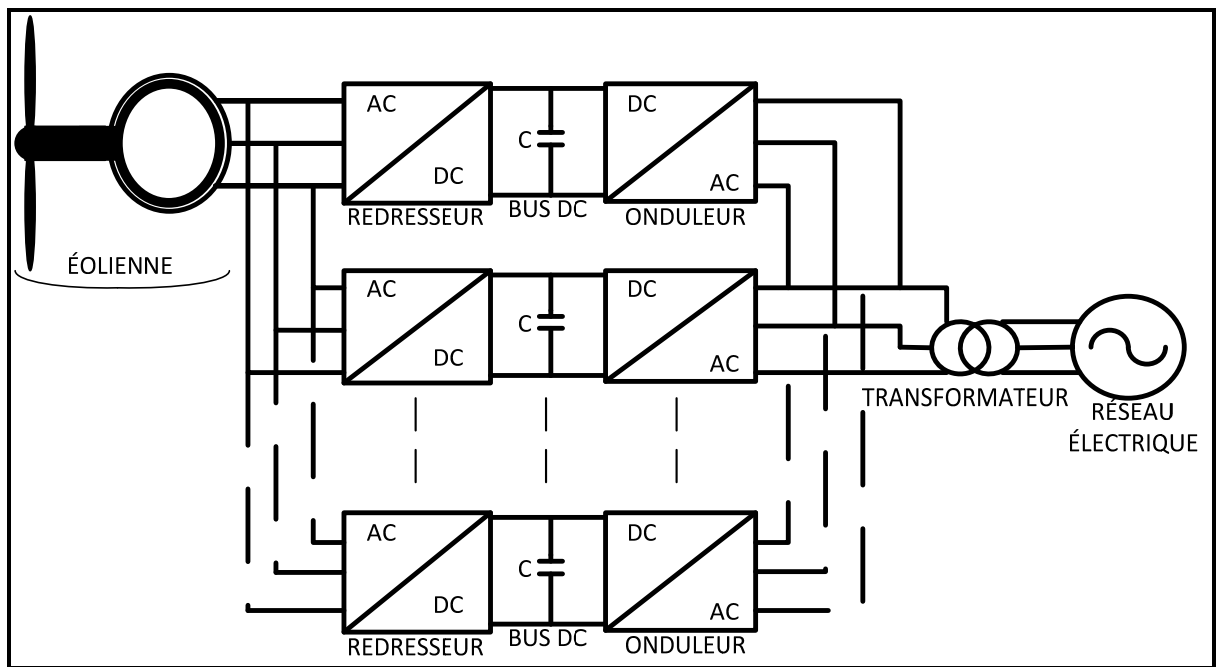 AC
DC
REDRESSEUR
C
BUS DC
DC
AC
ONDULEUR
ÉOLIENNE
AC
DC
C
DC
AC
TRANSFORMATEUR
RÉSEAU
ÉLECTRIQUE
AC
DC
REDRESSEUR
C
BUS DC
DC
AC
ONDULEUR